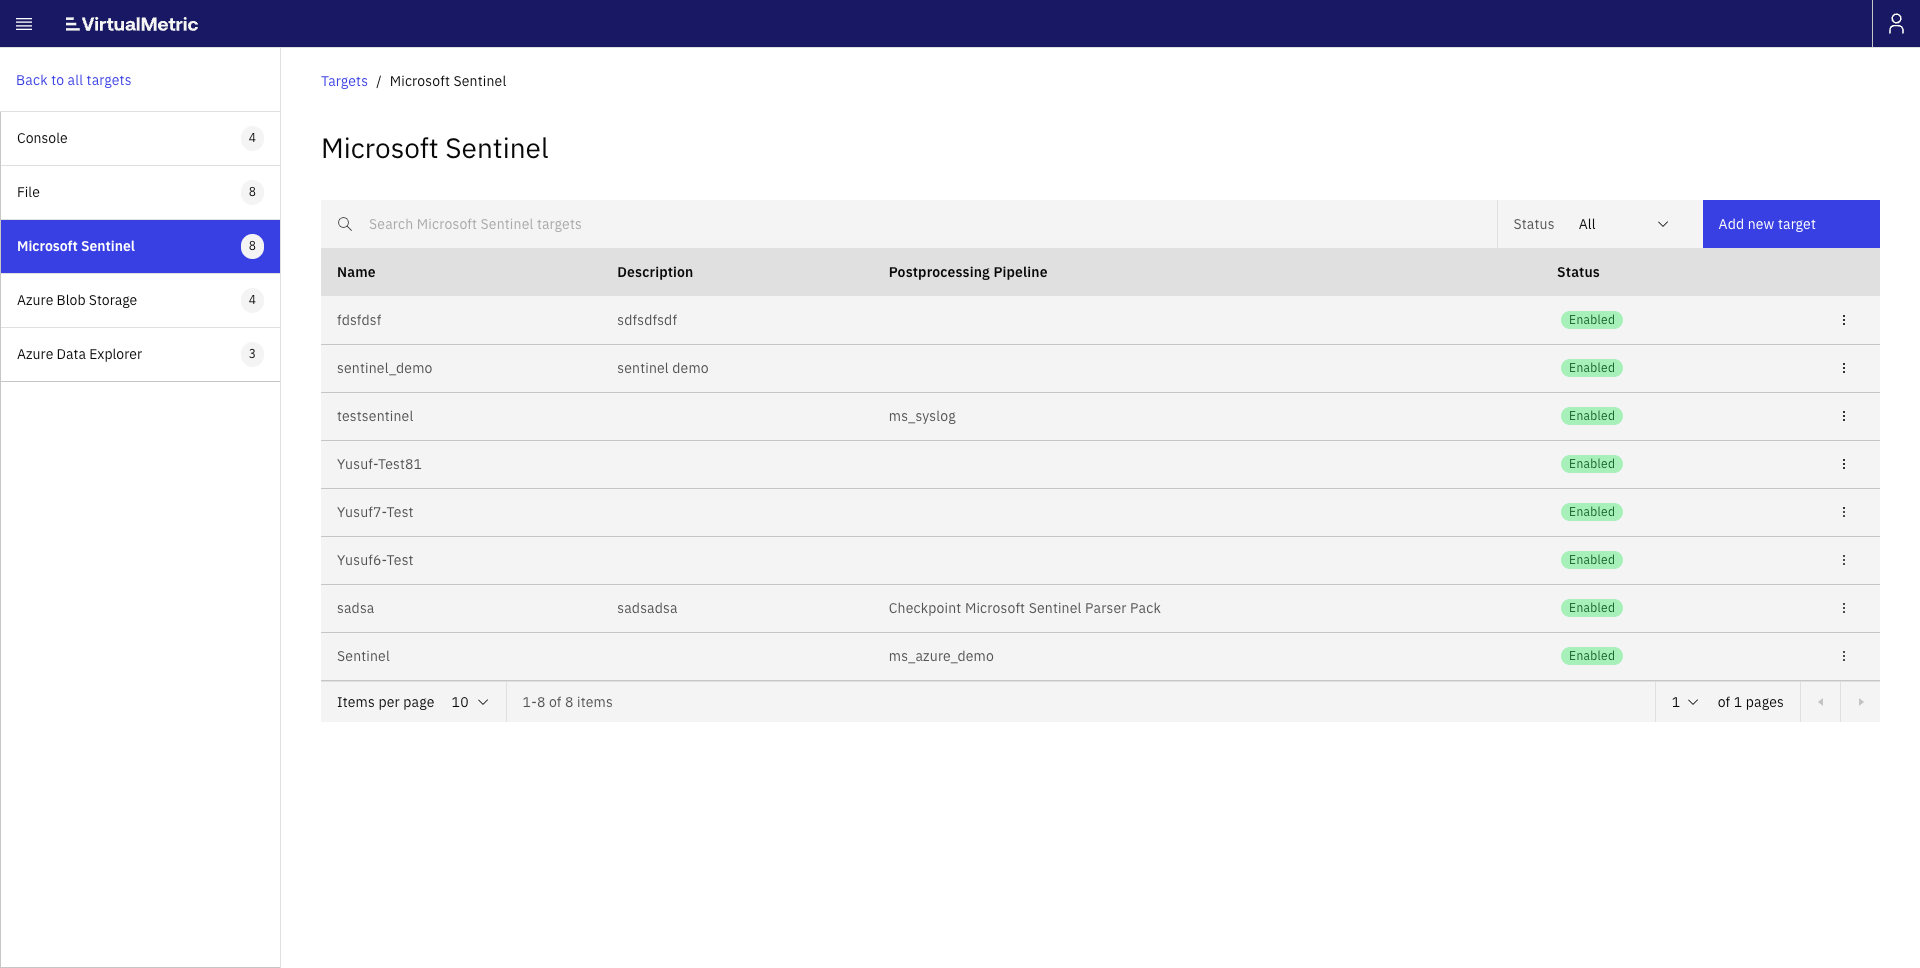 VirtualMetric
Back to all targets
Console 4
File 8
Microsoft Sentinel 8
Azure Blob Storage 4
Azure Data Explorer 3
Targets / Microsoft Sentinel
Microsoft Sentinel
Search Microsoft Sentinel targets Status All Add new target
Name Description Postprocessing Pipeline Status
fdsfdsf sdfsdfsdf Enabled
sentinel_demo sentinel demo Enabled
testsentinel ms_syslog Enabled
Yusuf-Test81 Enabled
Yusuf7-Test Enabled
Yusuf6-Test Enabled
sadsa sadsadsa Checkpoint Microsoft Sentinel Parser Pack Enabled
Sentinel ms_azure_demo Enabled
Items per page 10 1-8 of 8 items 1 of 1 pages